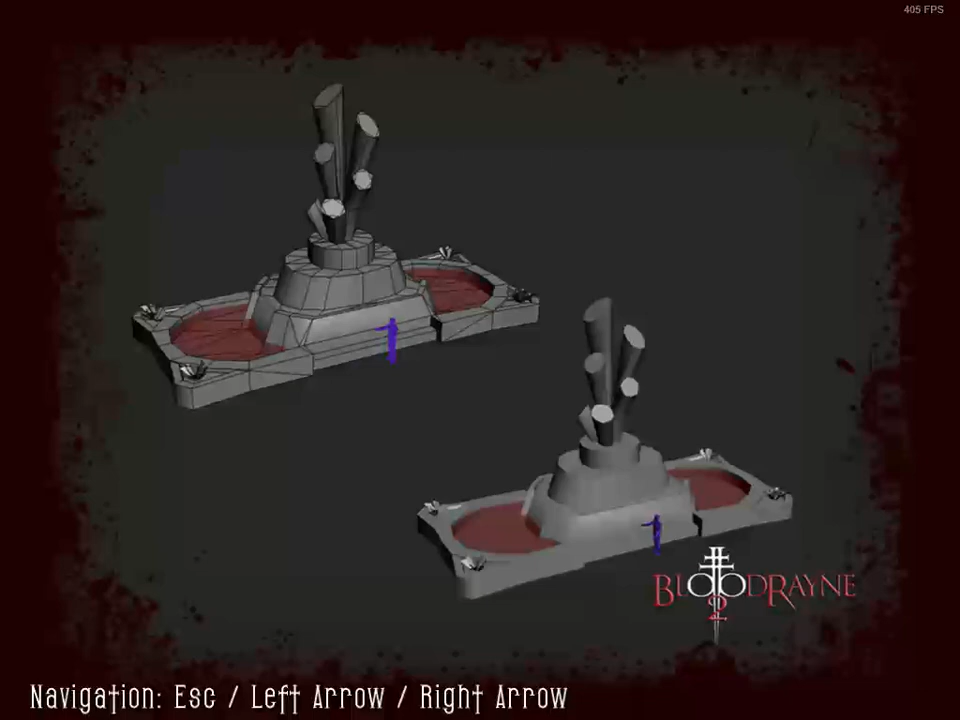 405 FPS
BLOODRAYNE
2
Navigation: Esc / Left Arrow / Right Arrow